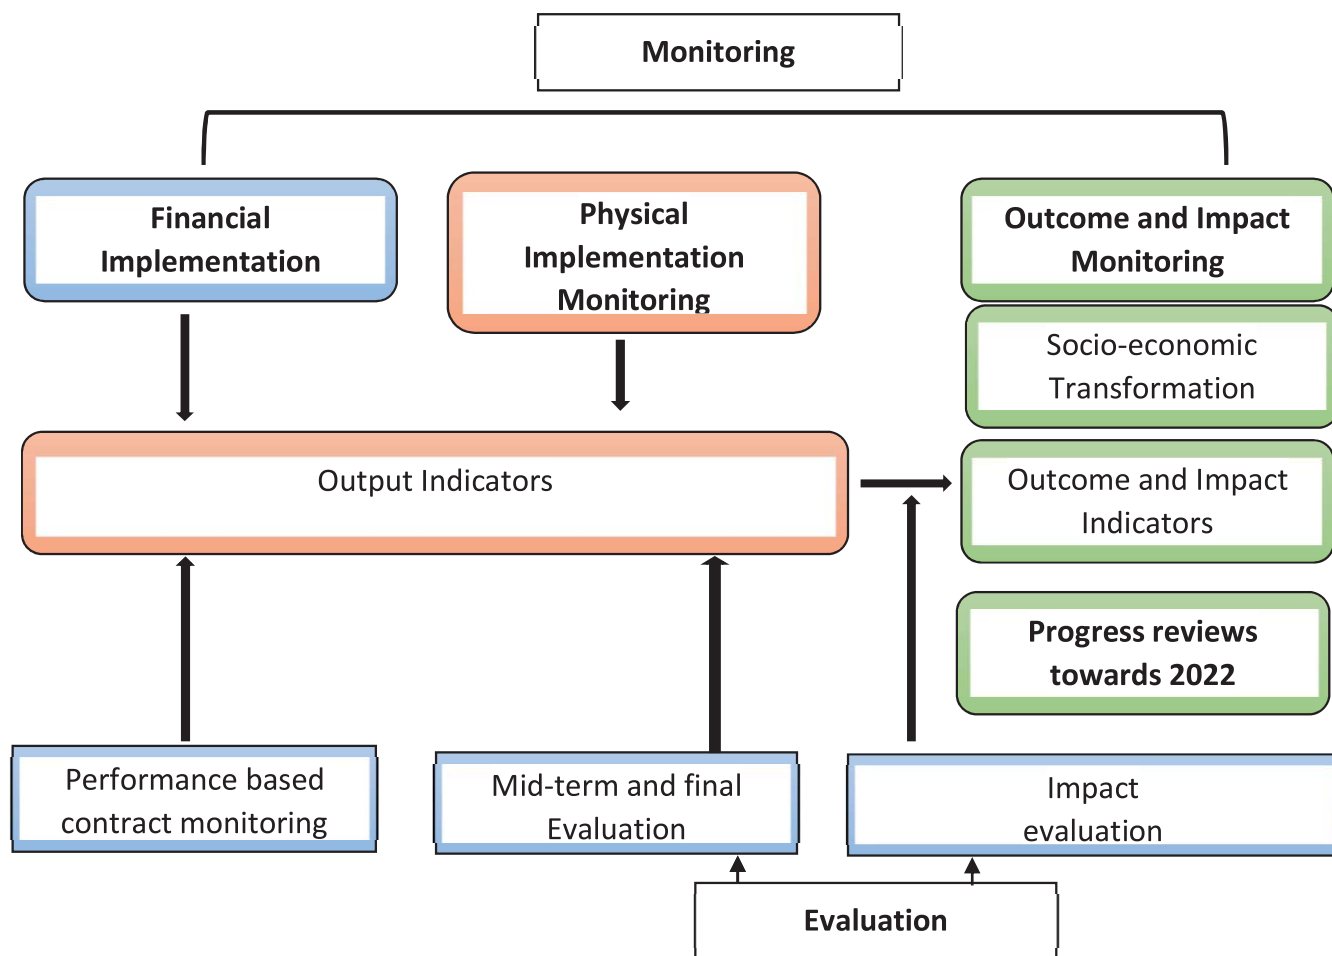 Monitoring
Financial
Implementation
Physical
Implementation
Monitoring
Outcome and Impact
Monitoring
Socio-economic
Transformation
Output Indicators
Outcome and Impact
Indicators
Progress reviews
towards 2022
Performance based
contract monitoring
Mid-term and final
Evaluation
Impact
evaluation
Evaluation